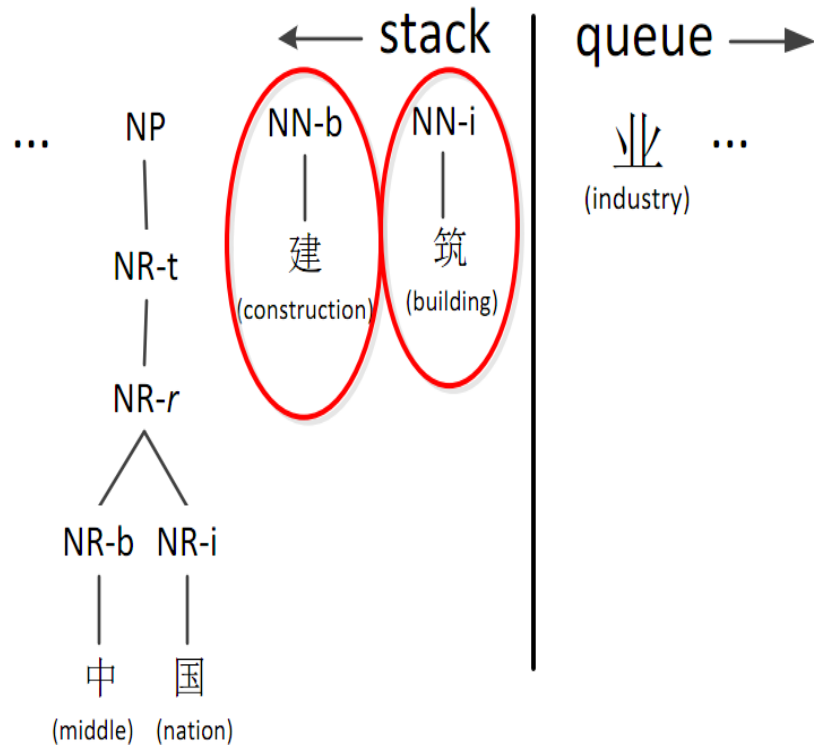 stack queue
... NP NN-b NN-i 业 ...
(industry)
NR-t 建 筑
(construction) (building)
NR-r
NR-b NR-i
中 国
(middle) (nation)